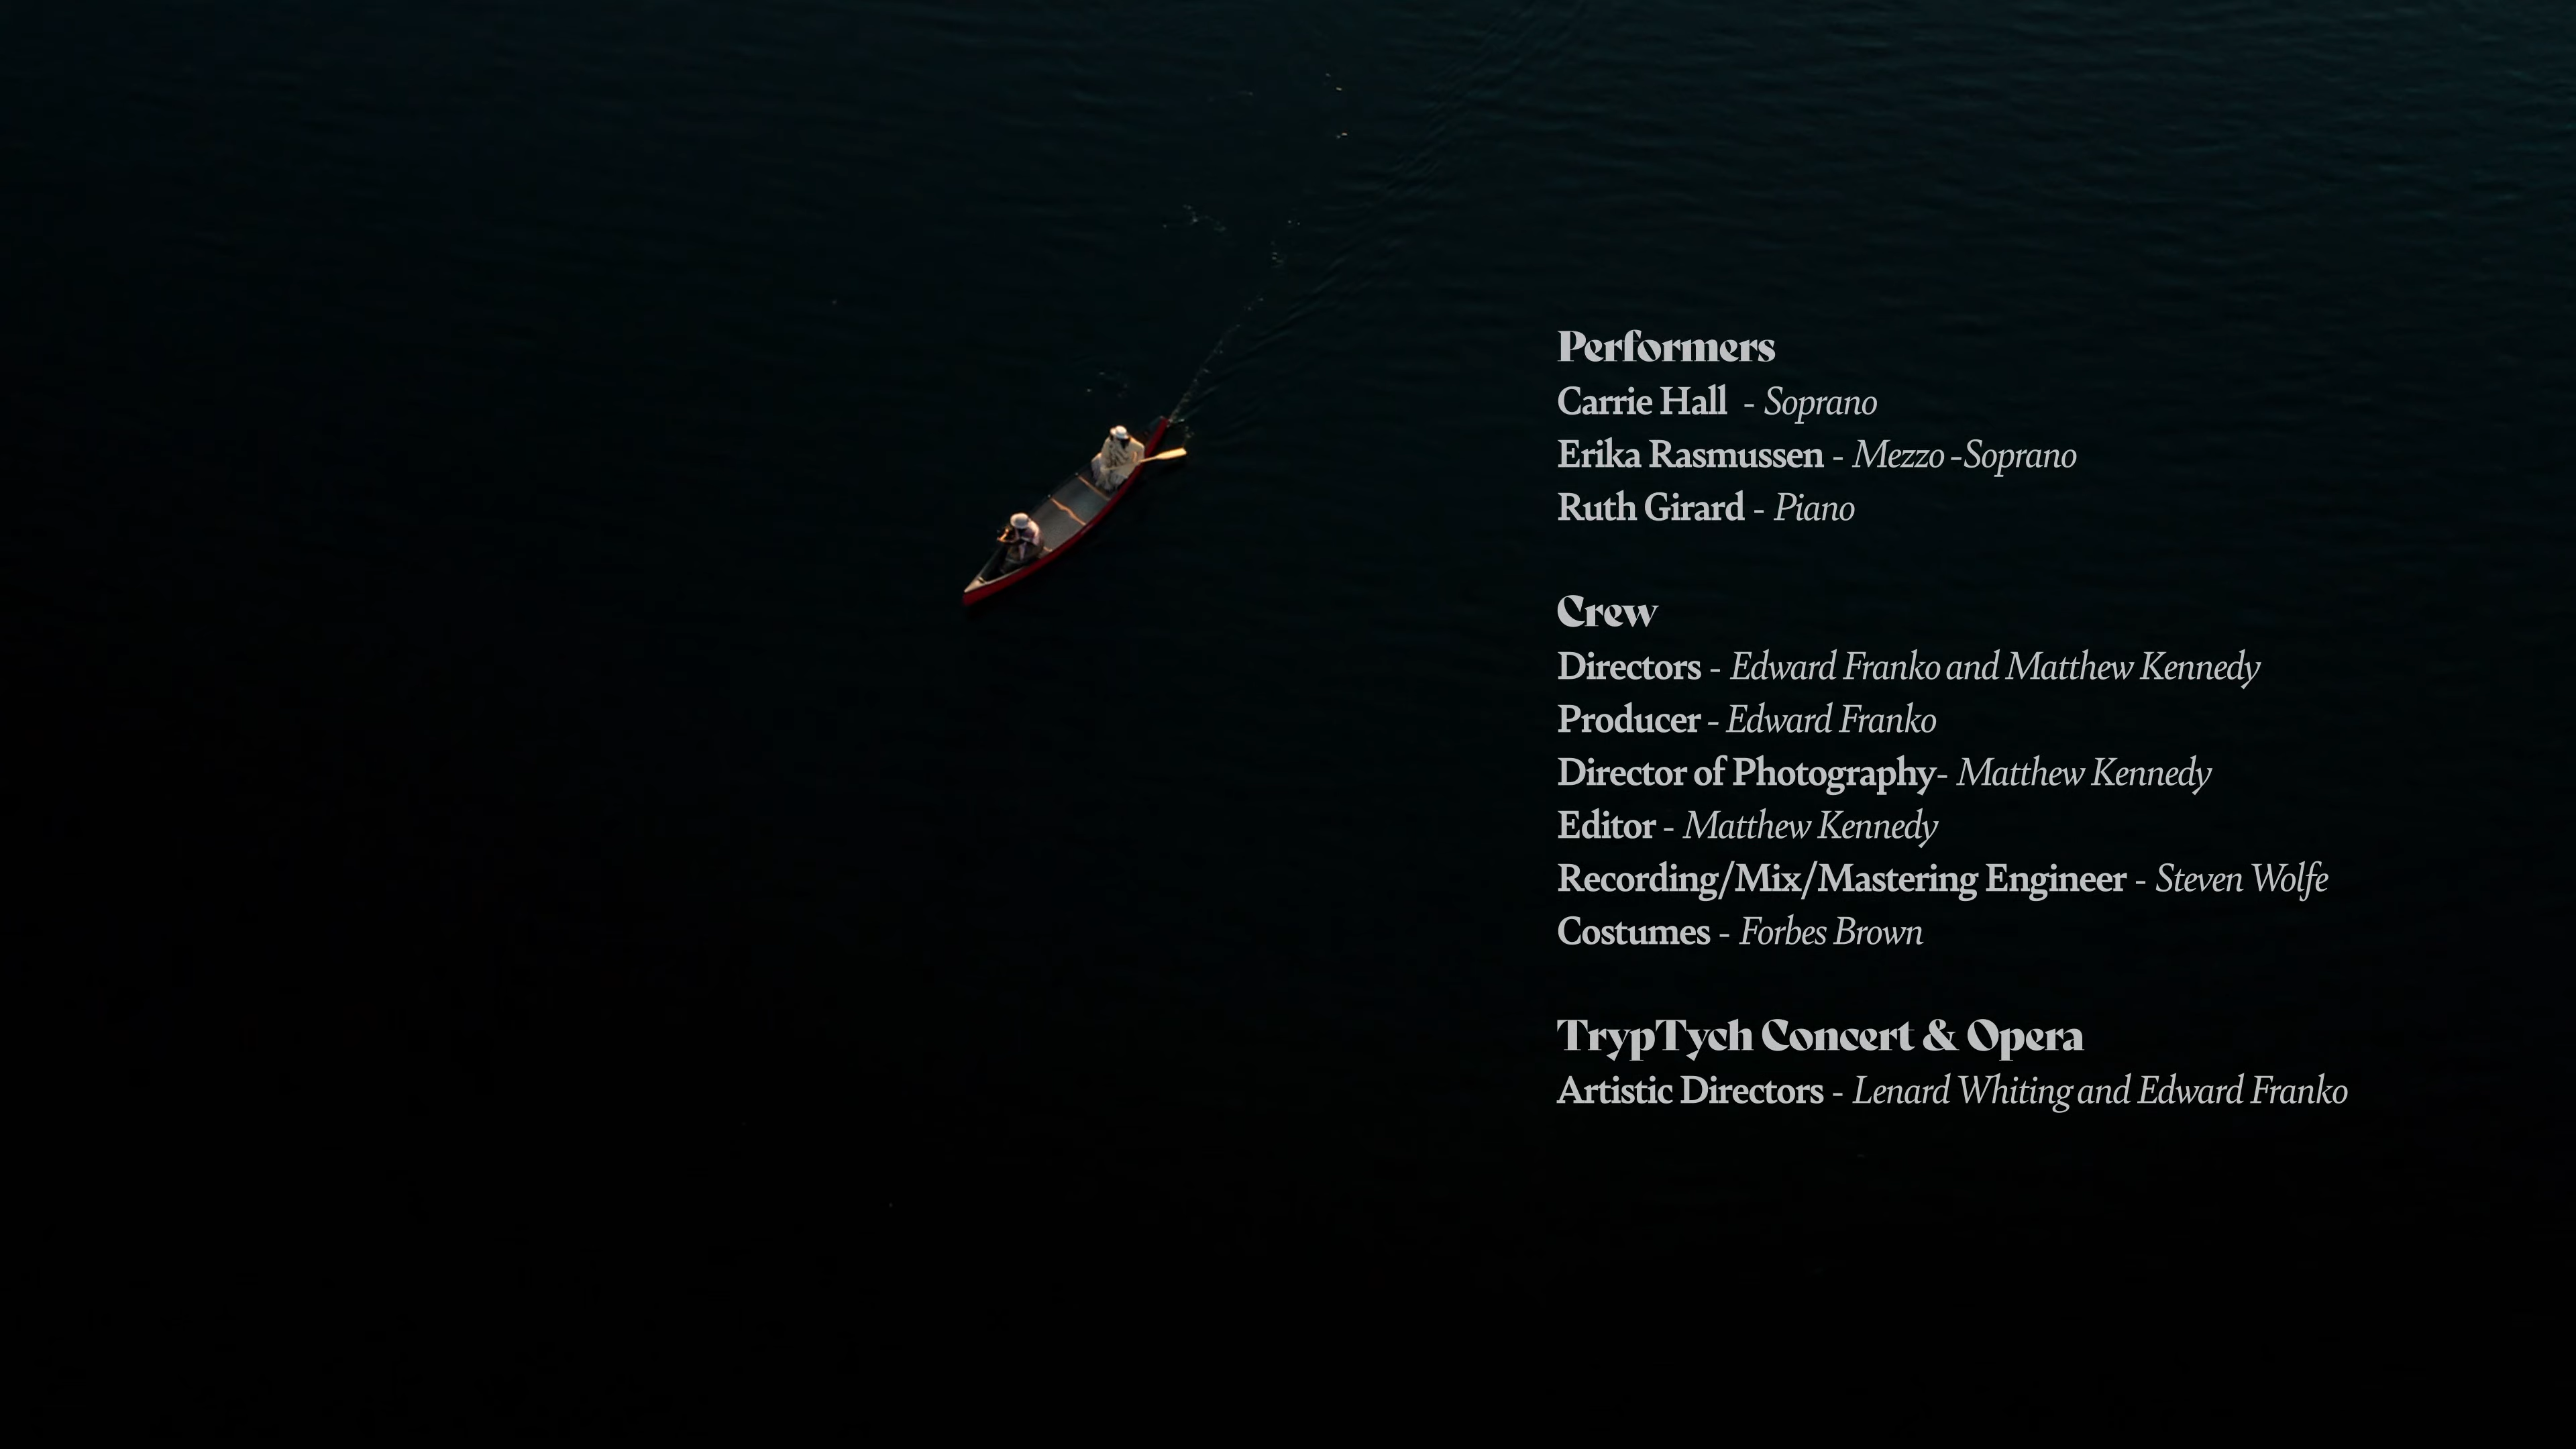 Performers
Carrie Hall - Soprano
Erika Rasmussen - Mezzo-Soprano
Ruth Girard - Piano
Crew
Directors - Edward Franko and Matthew Kennedy
Producer - Edward Franko
Director of Photography- Matthew Kennedy
Editor - Matthew Kennedy
Recording/Mix/Mastering Engineer - Steven Wolfe
Costumes - Forbes Brown
TrypTych Concert & Opera
Artistic Directors - Lenard Whiting and Edward Franko